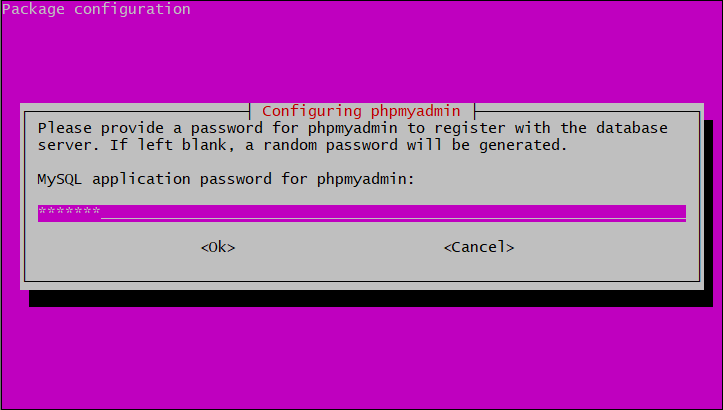 Package configuration
Configuring phpmyadmin
Please provide a password for phpmyadmin to register with the database
server. If left blank, a random password will be generated.
MySQL application password for phpmyadmin:
*******
<Ok> <Cancel>